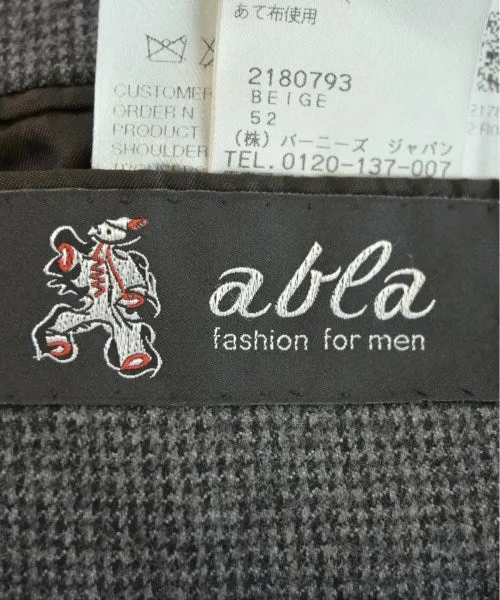 あて布使用
2180793
BEIGE
52
(株) バーニーズ ジャパン
TEL.0120-137-007
CUSTOMER
ORDER N
PRODUCT
SHOULDER
abla
fashion for men